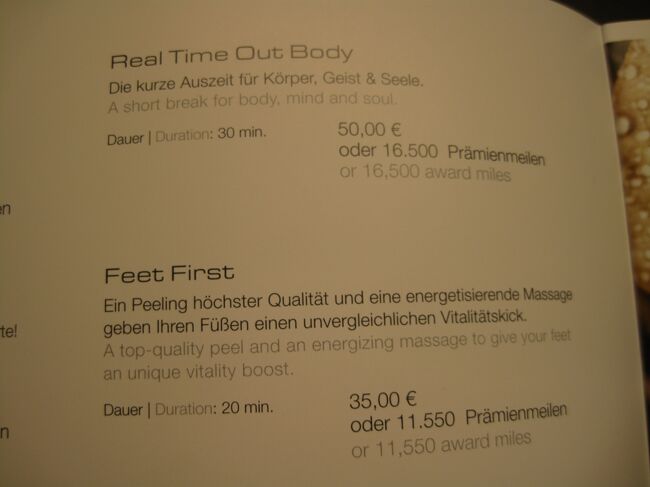 Real Time Out Body
Die kurze Auszeit für Körper, Geist & Seele.
A short break for body, mind and soul.
Dauer | Duration: 30 min.
50,00 €
oder 16.500 Prämienmeilen
or 16,500 award miles
en
Feet First
Ein Peeling höchster Qualität und eine energetisierende Massage
geben Ihren Füßen einen unvergleichlichen Vitalitätskick.
te!
A top-quality peel and an energizing massage to give your feet
an unique vitality boost.
Dauer | Duration: 20 min.
35,00 €
oder 11.550 Prämienmeilen
or 11,550 award miles
n